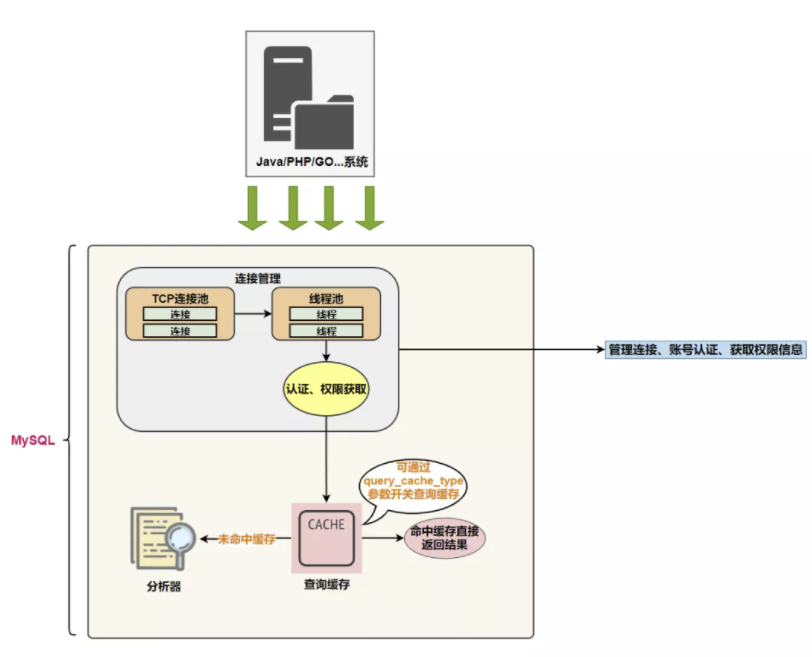 Java/PHP/GO...系统
连接管理
TCP连接池
连接
连接
线程池
线程
线程
管理连接、账号认证、获取权限信息
认证、权限获取
MySQL
可通过
query_cache_type
参数开关查询缓存
CACHE
未命中缓存
命中缓存直接
返回结果
分析器
查询缓存